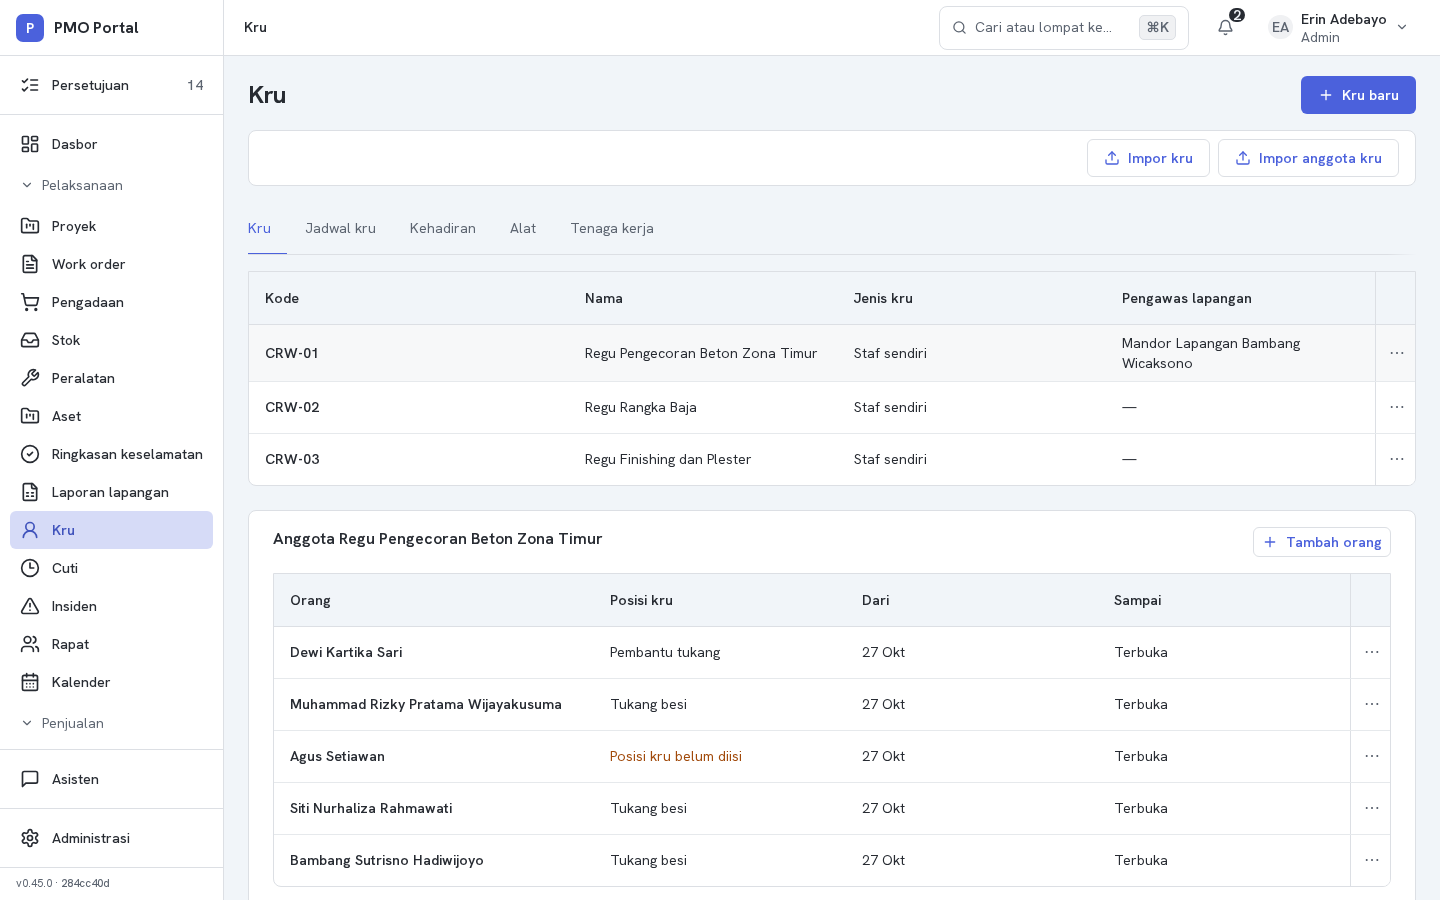 P PMO Portal
Kru
Cari atau lompat ke...
⌘K
2
EA
Erin Adebayo
Admin
Persetujuan 14
Dasbor
Pelaksanaan
Proyek
Work order
Pengadaan
Stok
Peralatan
Aset
Ringkasan keselamatan
Laporan lapangan
Kru
Cuti
Insiden
Rapat
Kalender
Penjualan
Asisten
Administrasi
v0.45.0 · 284cc40d
Kru
Kru baru
Impor kru
Impor anggota kru
Kru Jadwal kru Kehadiran Alat Tenaga kerja
Kode Nama Jenis kru Pengawas lapangan
CRW-01 Regu Pengecoran Beton Zona Timur Staf sendiri Mandor Lapangan Bambang
Wicaksono
CRW-02 Regu Rangka Baja Staf sendiri —
CRW-03 Regu Finishing dan Plester Staf sendiri —
Anggota Regu Pengecoran Beton Zona Timur
Tambah orang
Orang Posisi kru Dari Sampai
Dewi Kartika Sari Pembantu tukang 27 Okt Terbuka
Muhammad Rizky Pratama Wijayakusuma Tukang besi 27 Okt Terbuka
Agus Setiawan Posisi kru belum diisi 27 Okt Terbuka
Siti Nurhaliza Rahmawati Tukang besi 27 Okt Terbuka
Bambang Sutrisno Hadiwijoyo Tukang besi 27 Okt Terbuka